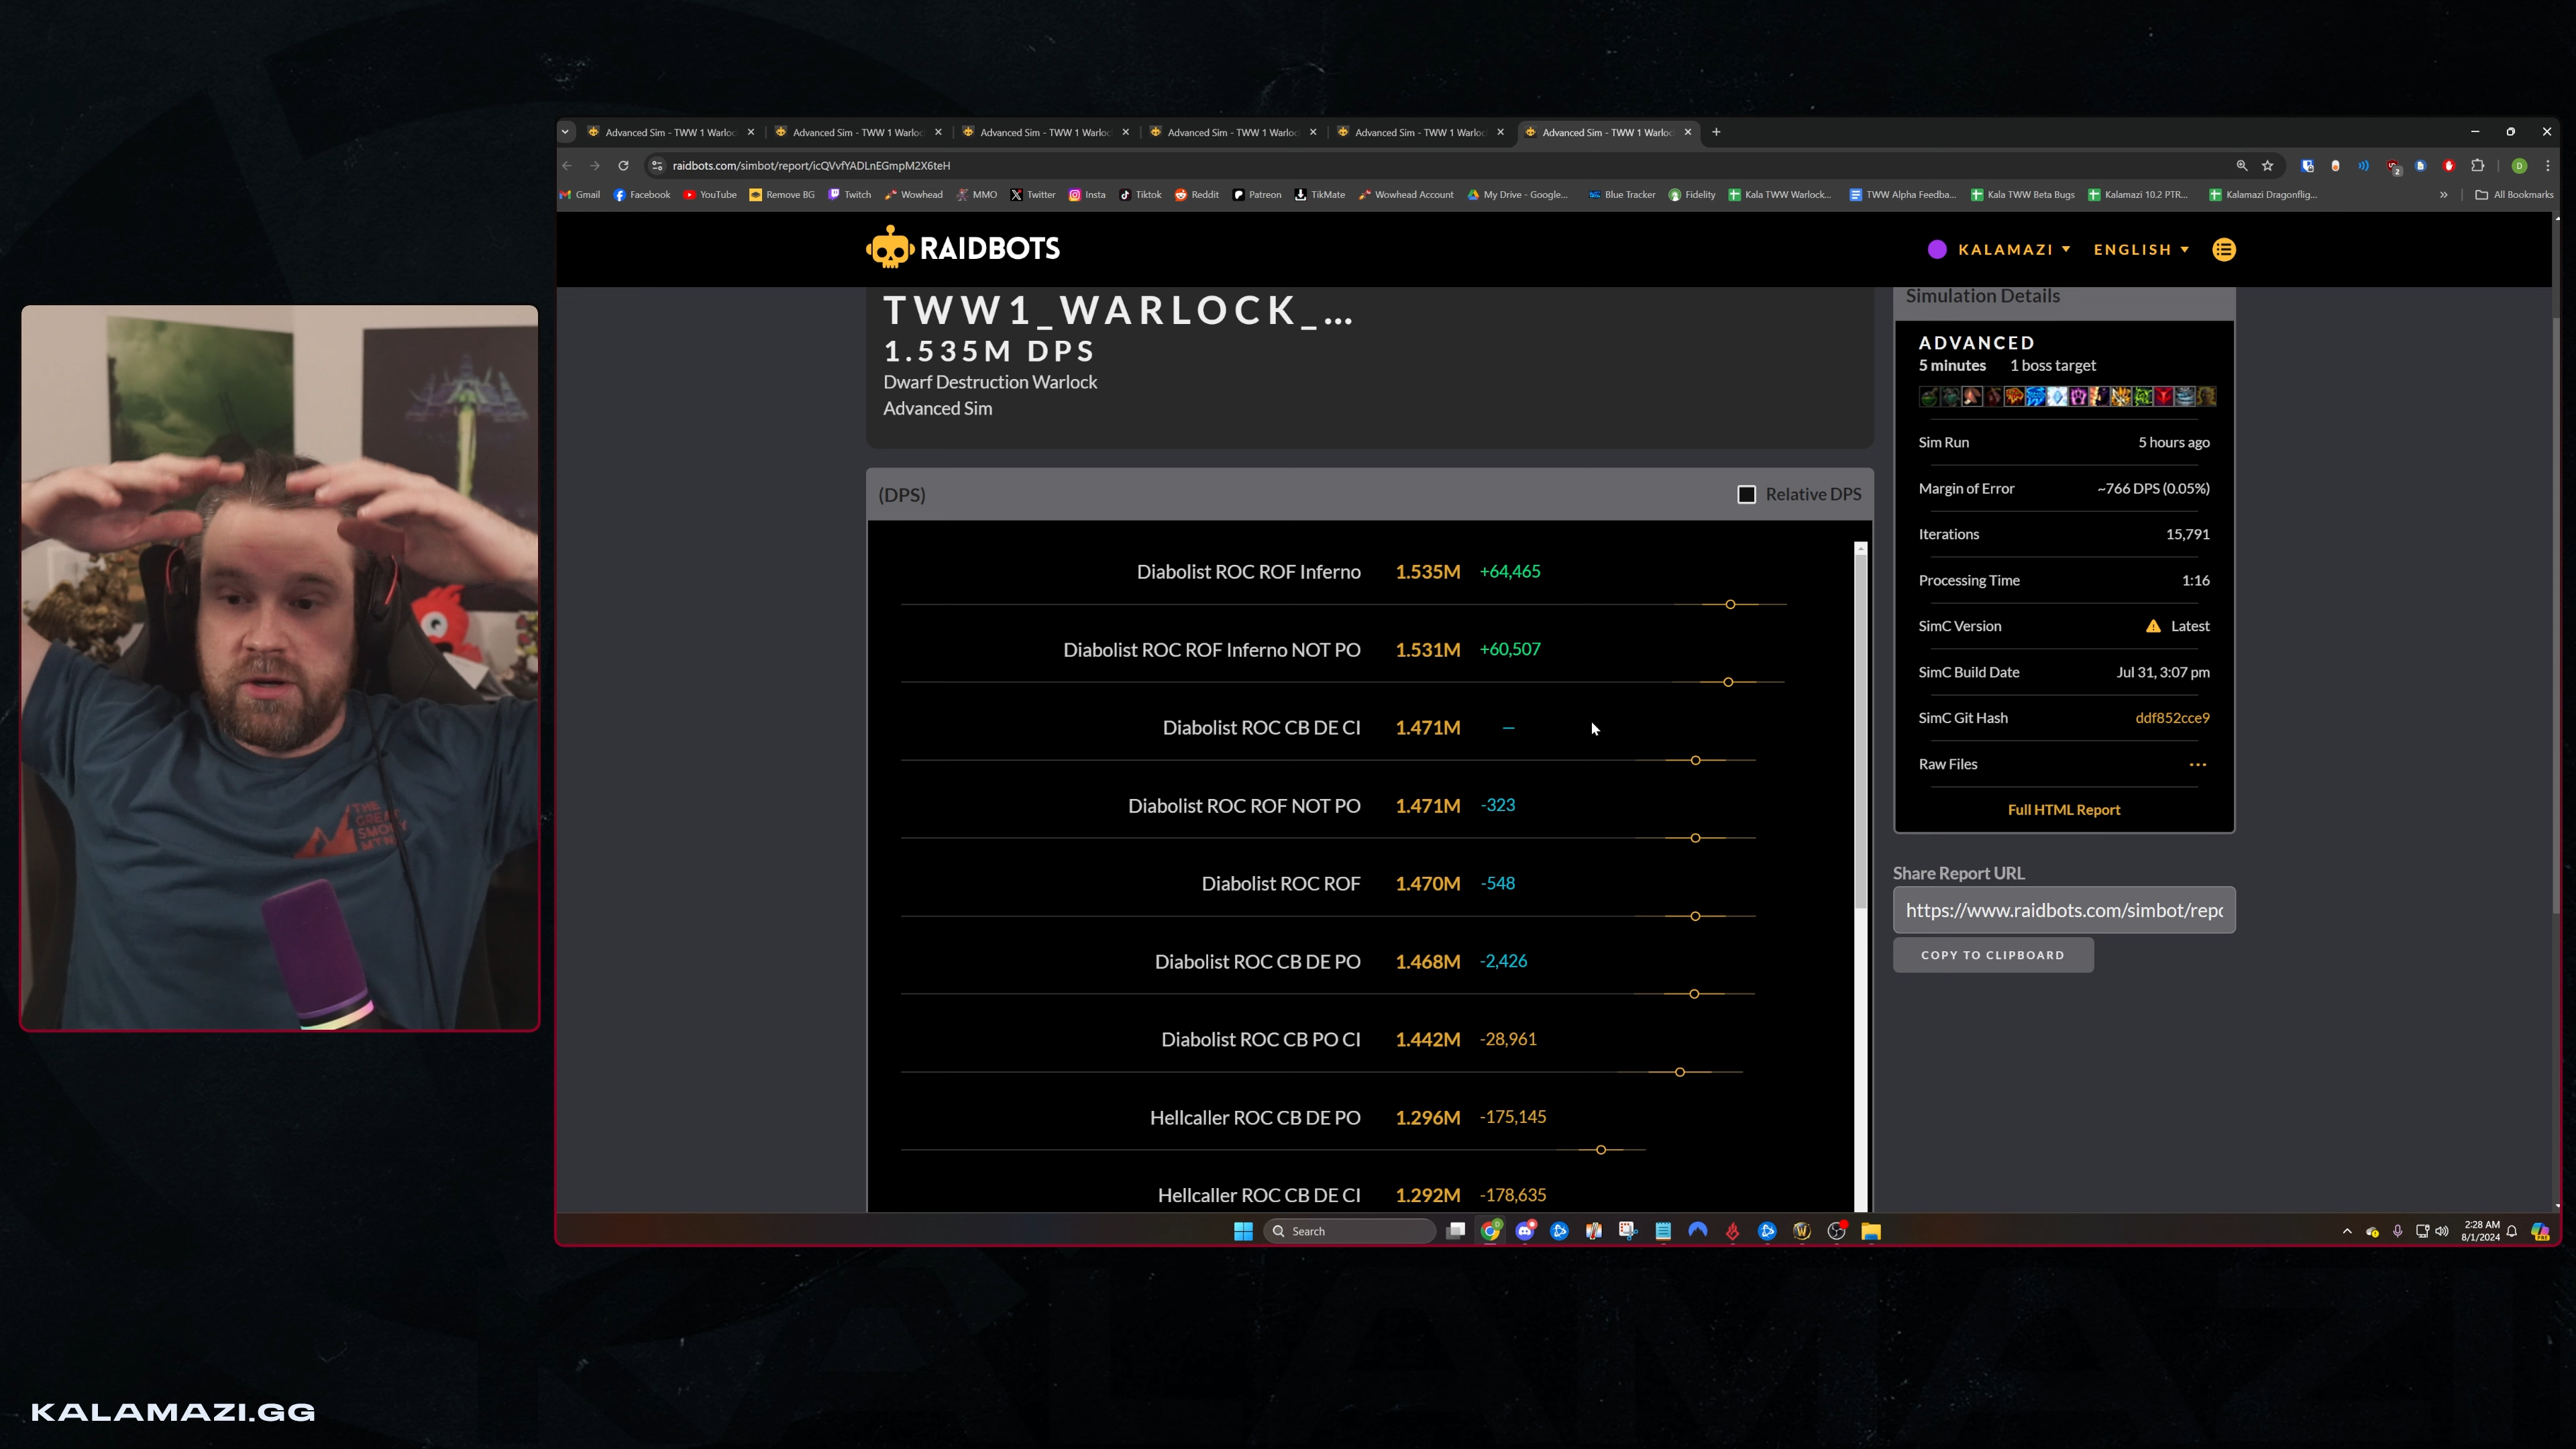 Advanced Sim - TWW 1 Warloc
Advanced Sim - TWW 1 Warloc
Advanced Sim - TWW 1 Warloc
Advanced Sim - TWW 1 Warloc
Advanced Sim - TWW 1 Warloc
Advanced Sim - TWW 1 Warloc
raidbots.com/simbot/report/icQVvfYADLnEGmpM2X6teH
Gmail Facebook YouTube Remove BG Twitch Wowhead MMO Twitter Insta Tiktok Reddit Patreon TikMate Wowhead Account My Drive - Google... Blue Tracker Fidelity Kala TWW Warlock... TWW Alpha Feedba... Kala TWW Beta Bugs Kalamazi 10.2 PTR... Kalamazi Dragonflig... All Bookmarks
RAIDBOTS
KALAMAZI ENGLISH
TWW1_WARLOCK_...
1.535M DPS
Dwarf Destruction Warlock
Advanced Sim
(DPS) Relative DPS
Diabolist ROC ROF Inferno 1.535M +64,465
Diabolist ROC ROF Inferno NOT PO 1.531M +60,507
Diabolist ROC CB DE CI 1.471M —
Diabolist ROC ROF NOT PO 1.471M -323
Diabolist ROC ROF 1.470M -548
Diabolist ROC CB DE PO 1.468M -2,426
Diabolist ROC CB PO CI 1.442M -28,961
Hellcaller ROC CB DE PO 1.296M -175,145
Hellcaller ROC CB DE CI 1.292M -178,635
Simulation Details
ADVANCED
5 minutes 1 boss target
Sim Run 5 hours ago
Margin of Error ~766 DPS (0.05%)
Iterations 15,791
Processing Time 1:16
SimC Version Latest
SimC Build Date Jul 31, 3:07 pm
SimC Git Hash ddf852cce9
Raw Files ...
Full HTML Report
Share Report URL
https://www.raidbots.com/simbot/repo
COPY TO CLIPBOARD
THE
GREAT
SMOKY
MTN
Search
2:28 AM
8/1/2024
KALAMAZI.GG